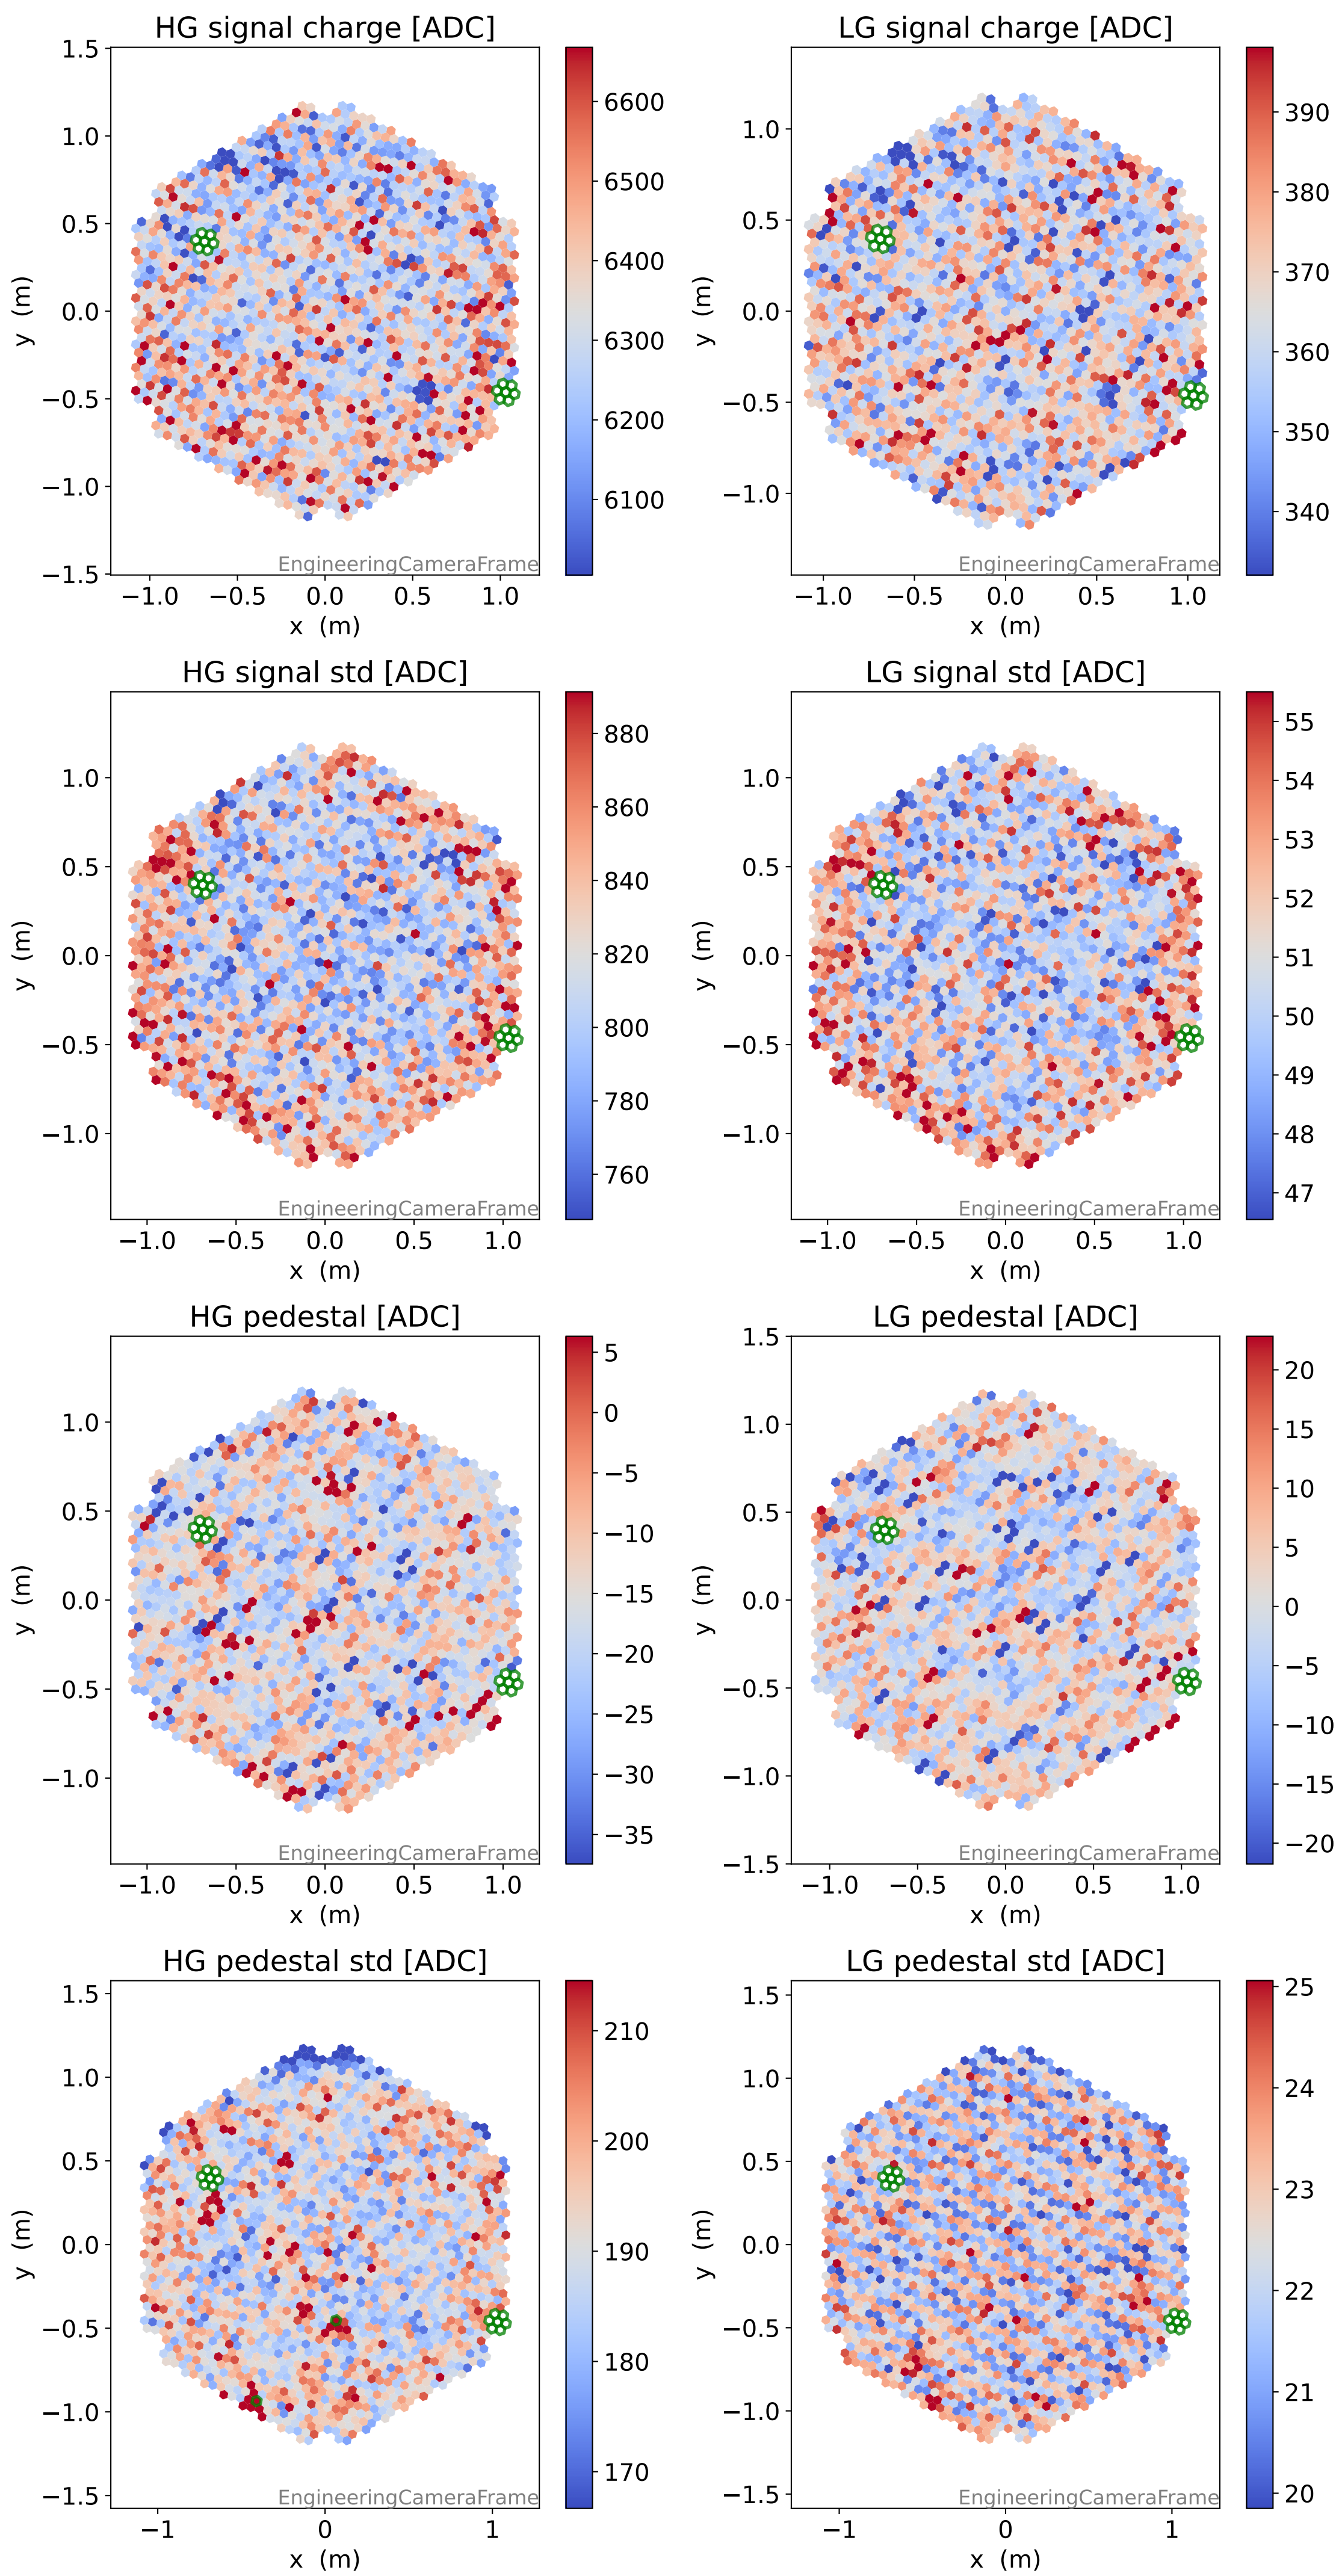 HG signal charge [ADC]
1.5
1.0
0.5
0.0
−0.5
−1.0
−1.5
y (m)
−1.0 −0.5 0.0 0.5 1.0
x (m)
EngineeringCameraFrame
6600
6500
6400
6300
6200
6100
LG signal charge [ADC]
1.0
0.5
0.0
−0.5
−1.0
y (m)
−1.0 −0.5 0.0 0.5 1.0
x (m)
EngineeringCameraFrame
390
380
370
360
350
340
HG signal std [ADC]
1.0
0.5
0.0
−0.5
−1.0
y (m)
−1.0 −0.5 0.0 0.5 1.0
x (m)
EngineeringCameraFrame
880
860
840
820
800
780
760
LG signal std [ADC]
1.0
0.5
0.0
−0.5
−1.0
y (m)
−1.0 −0.5 0.0 0.5 1.0
x (m)
EngineeringCameraFrame
55
54
53
52
51
50
49
48
47
HG pedestal [ADC]
1.0
0.5
0.0
−0.5
−1.0
y (m)
−1.0 −0.5 0.0 0.5 1.0
x (m)
EngineeringCameraFrame
5
0
−5
−10
−15
−20
−25
−30
−35
LG pedestal [ADC]
1.5
1.0
0.5
0.0
−0.5
−1.0
−1.5
y (m)
−1.0 −0.5 0.0 0.5 1.0
x (m)
EngineeringCameraFrame
20
15
10
5
0
−5
−10
−15
−20
HG pedestal std [ADC]
1.5
1.0
0.5
0.0
−0.5
−1.0
−1.5
y (m)
−1 0 1
x (m)
EngineeringCameraFrame
210
200
190
180
170
LG pedestal std [ADC]
1.5
1.0
0.5
0.0
−0.5
−1.0
−1.5
y (m)
−1 0 1
x (m)
EngineeringCameraFrame
25
24
23
22
21
20